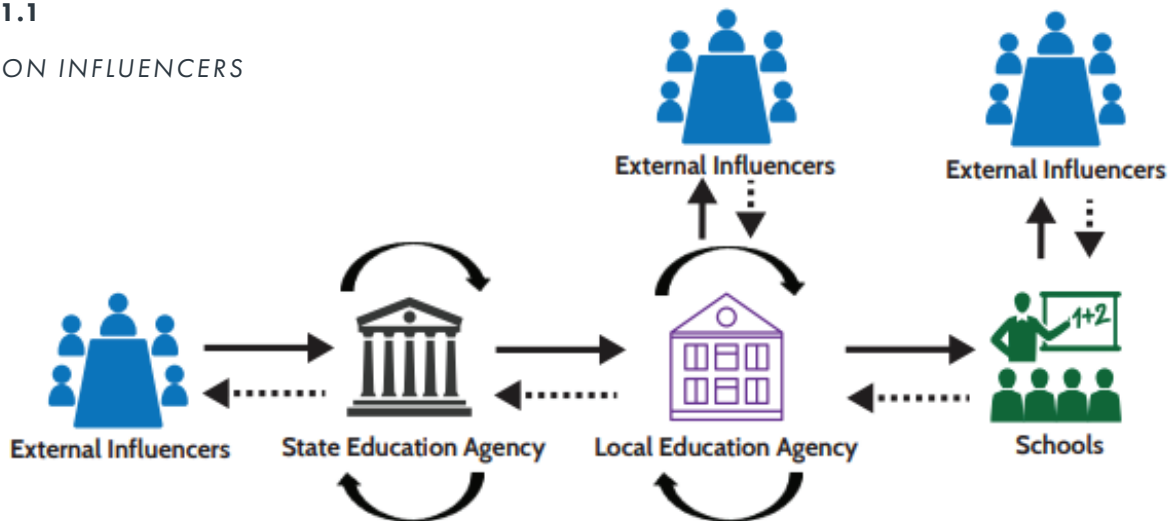 1.1
ON INFLUENCERS
External Influencers
External Influencers
1+2
External Influencers
State Education Agency
Local Education Agency
Schools